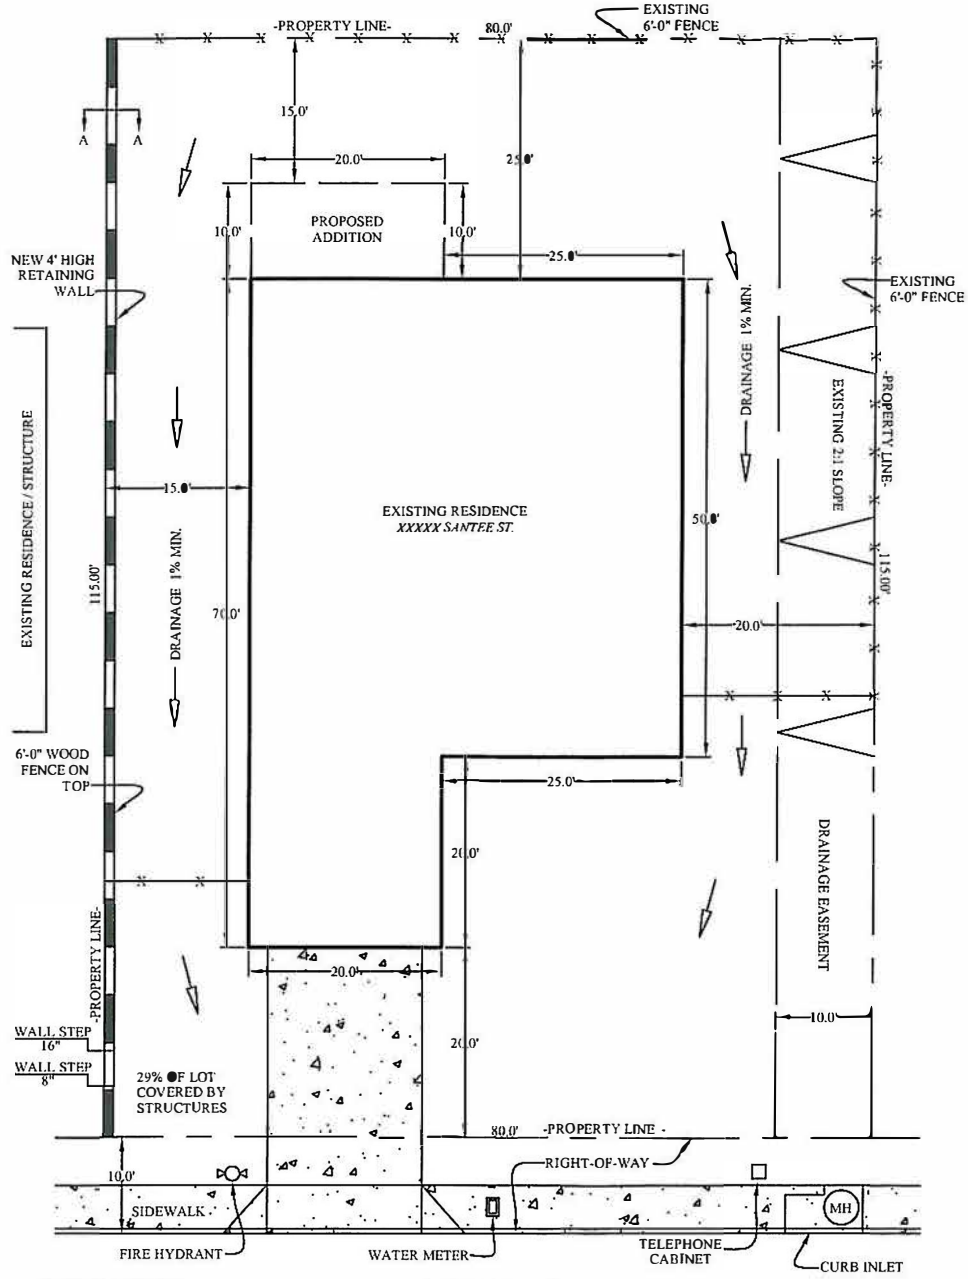 EXISTING
6'-0" FENCE
-PROPERTY LINE-
80.0'
15.0'
A
A
20.0'
25.0'
PROPOSED
ADDITION
10.0'
10.0'
25.0'
NEW 4' HIGH
RETAINING
WALL
EXISTING
6'-0" FENCE
DRAINAGE 1% MIN.
EXISTING 2:1 SLOPE
-PROPERTY LINE-
EXISTING RESIDENCE / STRUCTURE
15.0'
EXISTING RESIDENCE
XXXXX SANTEE ST.
50.0'
115.00'
DRAINAGE 1% MIN.
70.0'
115.00'
20.0'
6'-0" WOOD
FENCE ON
TOP
25.0'
20.0'
DRAINAGE EASEMENT
-PROPERTY LINE-
20.0'
10.0'
WALL STEP
16"
20.0'
WALL STEP
8"
29% OF LOT
COVERED BY
STRUCTURES
80.0'
-PROPERTY LINE -
RIGHT-OF-WAY
10.0'
SIDEWALK
MH
FIRE HYDRANT
WATER METER
TELEPHONE
CABINET
CURB INLET